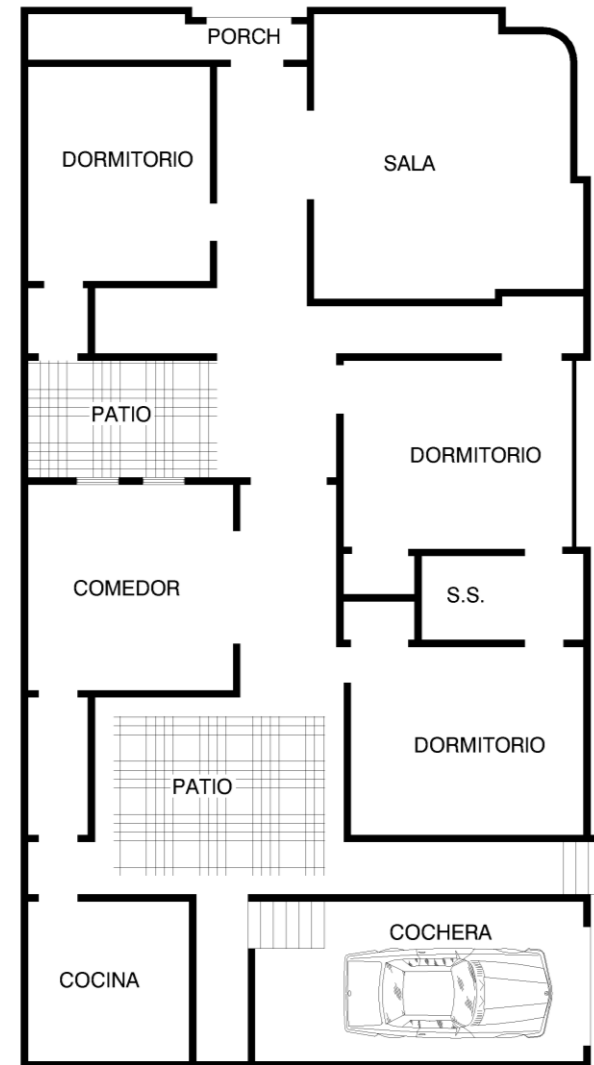 PORCH
DORMITORIO
SALA
PATIO
DORMITORIO
COMEDOR
S.S.
DORMITORIO
PATIO
COCHERA
COCINA